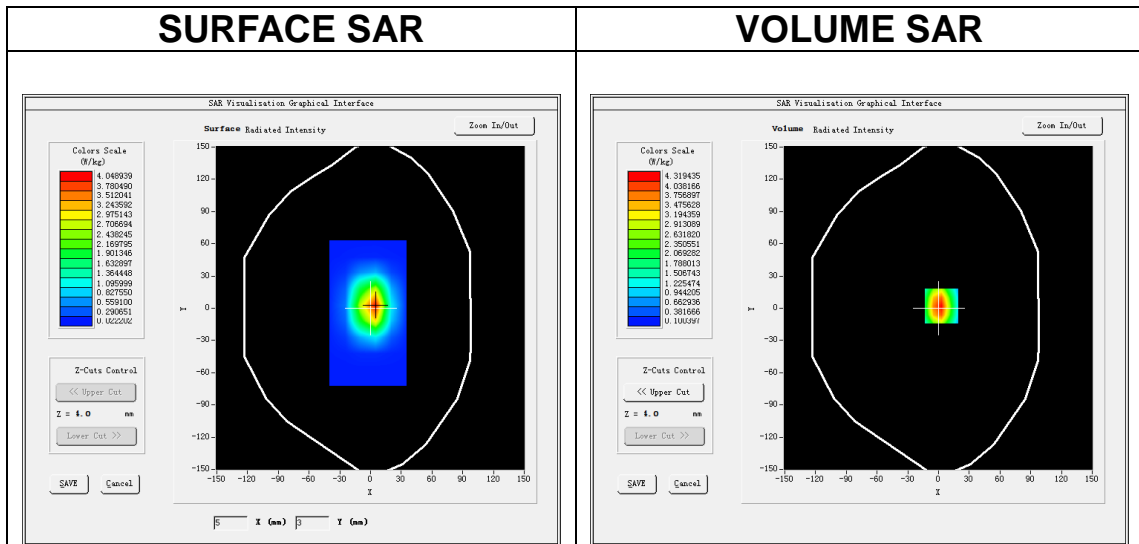 SURFACE SAR
VOLUME SAR
SAR Visualisation Graphical Interface
Surface Radiated Intensity
Zoom In/Out
Colors Scale
(W/kg)
4.048939
3.780490
3.512041
3.243592
2.975143
2.706694
2.438245
2.169795
1.901346
1.632897
1.364448
1.095999
0.827550
0.559100
0.290651
0.022202
150
120
90
60
30
0
-30
-60
-90
-120
-150
Y
-150 -120 -90 -60 -30 0 30 60 90 120 150
X
Z-Cuts Control
<< Upper Cut
Z = 4.0 mm
Lower Cut >>
SAVE Cancel
5 X (mm) 3 Y (mm)
SAR Visualisation Graphical Interface
Volume Radiated Intensity
Zoom In/Out
Colors Scale
(W/kg)
4.319435
4.038166
3.756897
3.475628
3.194359
2.913089
2.631820
2.350551
2.069282
1.788013
1.506743
1.225474
0.944205
0.662936
0.381666
0.100397
150
120
90
60
30
0
-30
-60
-90
-120
-150
Y
-150 -120 -90 -60 -30 0 30 60 90 120 150
X
Z-Cuts Control
<< Upper Cut
Z = 4.0 mm
Lower Cut >>
SAVE Cancel